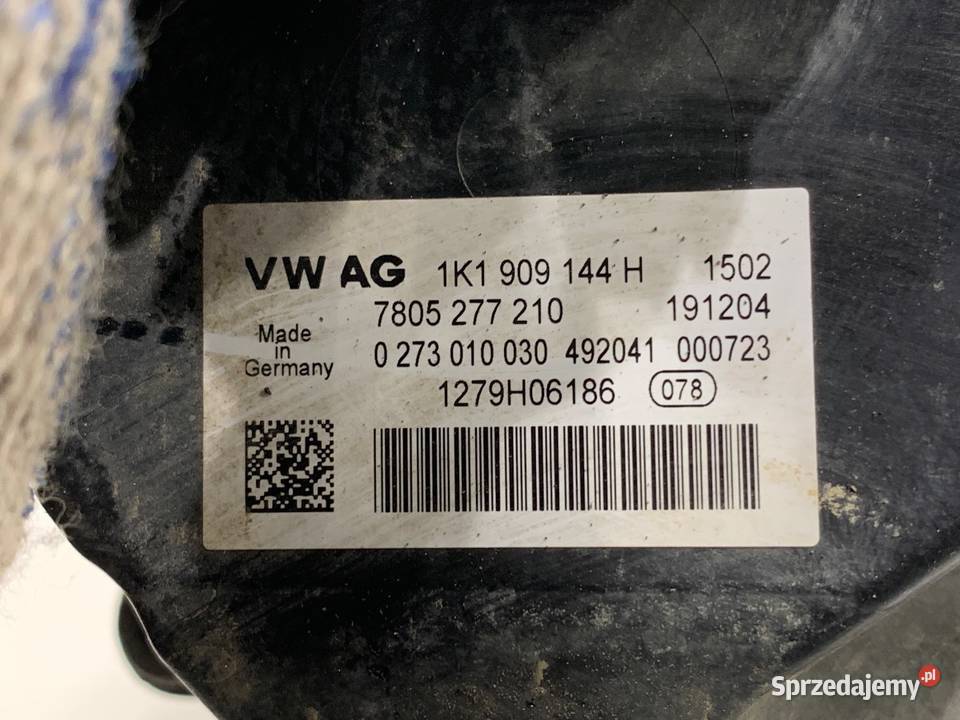 VW AG 1K1 909 144 H 1502
7805 277 210 191204
Made in Germany
0 273 010 030 492041 000723
1279H06186 078
Sprzedajemy.pl